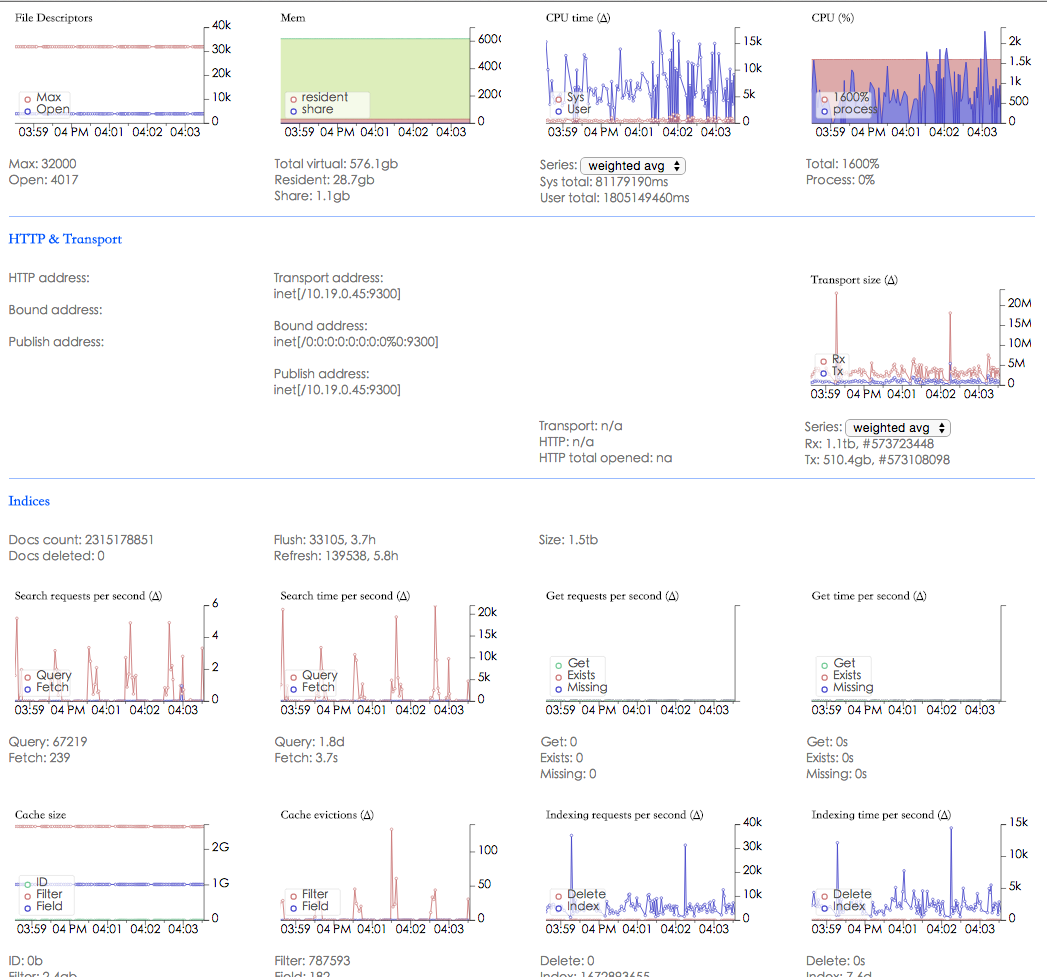 File Descriptors
40k
30k
20k
10k
0
Max
Open
03:59 04 PM 04:01 04:02 04:03
Max: 32000
Open: 4017
Mem
2000
0
resident
share
03:59 04 PM 04:01 04:02 04:03
Total virtual: 576.1gb
Resident: 28.7gb
Share: 1.1gb
CPU time (Δ)
15k
10k
5k
0
Sys
User
03:59 04 PM 04:01 04:02 04:03
Series: weighted avg
Sys total: 81179190ms
User total: 1805149460ms
CPU (%)
2k
1.5k
500
0
1600%
process
03:59 04 PM 04:01 04:02 04:03
Total: 1600%
Process: 0%
HTTP & Transport
HTTP address:
Bound address:
Publish address:
Transport address:
inet[/10.19.0.45:9300]
Bound address:
inet[/0:0:0:0:0:0:0:0%0:9300]
Publish address:
inet[/10.19.0.45:9300]
Transport: n/a
HTTP: n/a
HTTP total opened: na
Transport size (Δ)
20M
15M
10M
5M
0
Rx
Tx
03:59 04 PM 04:01 04:02 04:03
Series: weighted avg
Rx: 1.1tb, #573723448
Tx: 510.4gb, #573108098
Indices
Docs count: 2315178851
Docs deleted: 0
Flush: 33105, 3.7h
Refresh: 139538, 5.8h
Size: 1.5tb
Search requests per second (Δ)
6
4
2
0
Query
Fetch
03:59 04 PM 04:01 04:02 04:03
Query: 67219
Fetch: 239
Search time per second (Δ)
20k
15k
10k
5k
0
Query
Fetch
03:59 04 PM 04:01 04:02 04:03
Query: 1.8d
Fetch: 3.7s
Get requests per second (Δ)
Get
Exists
Missing
03:59 04 PM 04:01 04:02 04:03
Get: 0
Exists: 0
Missing: 0
Get time per second (Δ)
Get
Exists
Missing
03:59 04 PM 04:01 04:02 04:03
Get: 0s
Exists: 0s
Missing: 0s
Cache size
2G
1G
0
ID
Filter
Field
03:59 04 PM 04:01 04:02 04:03
ID: 0b
Filter: 2.4gb
Cache evictions (Δ)
100
50
0
Filter
Field
03:59 04 PM 04:01 04:02 04:03
Filter: 787593
Field: 182
Indexing requests per second (Δ)
40k
30k
20k
10k
0
Delete
Index
03:59 04 PM 04:01 04:02 04:03
Delete: 0
Index: 1672893655
Indexing time per second (Δ)
15k
10k
5k
0
Delete
Index
03:59 04 PM 04:01 04:02 04:03
Delete: 0s
Index: 7.6d